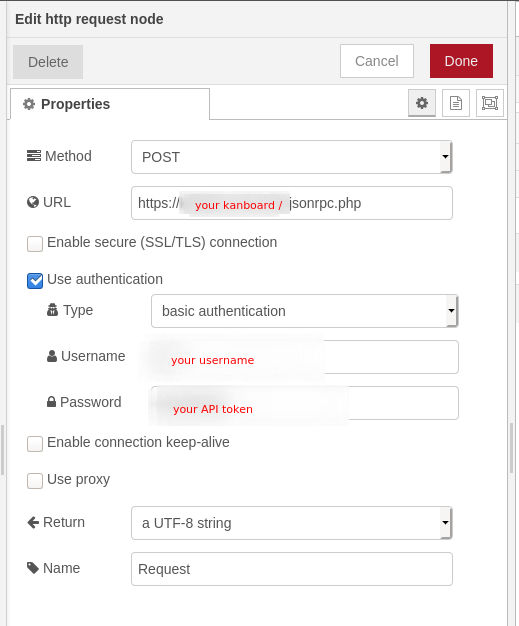 Edit http request node
Delete
Cancel
Done
Properties
Method
POST
URL
https:// your kanboard / jsonrpc.php
Enable secure (SSL/TLS) connection
Use authentication
Type
basic authentication
Username
your username
Password
your API token
Enable connection keep-alive
Use proxy
Return
a UTF-8 string
Name
Request